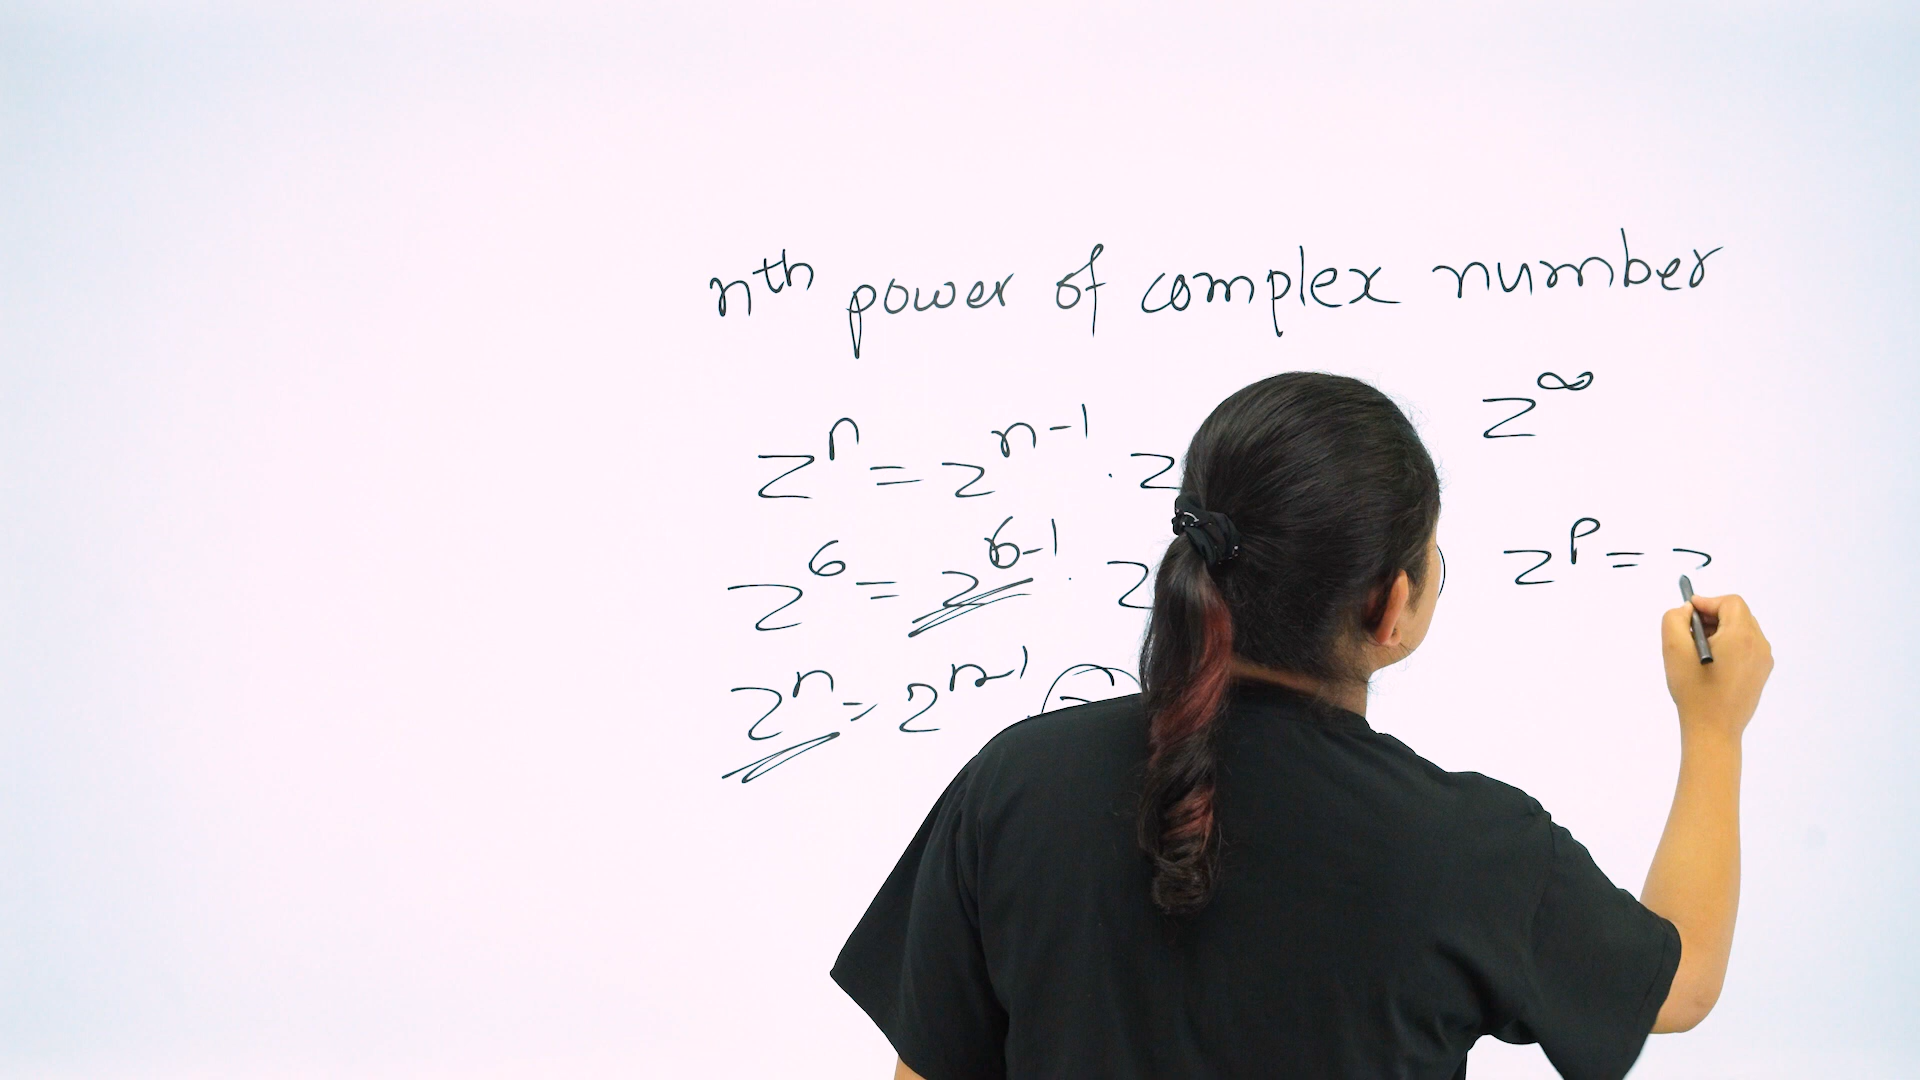 nth power of complex number
z^∞
z^n = z^{n-1} · z
z^p = z
z^6 = z^{6-1} · z
z^n = z^{n-1}